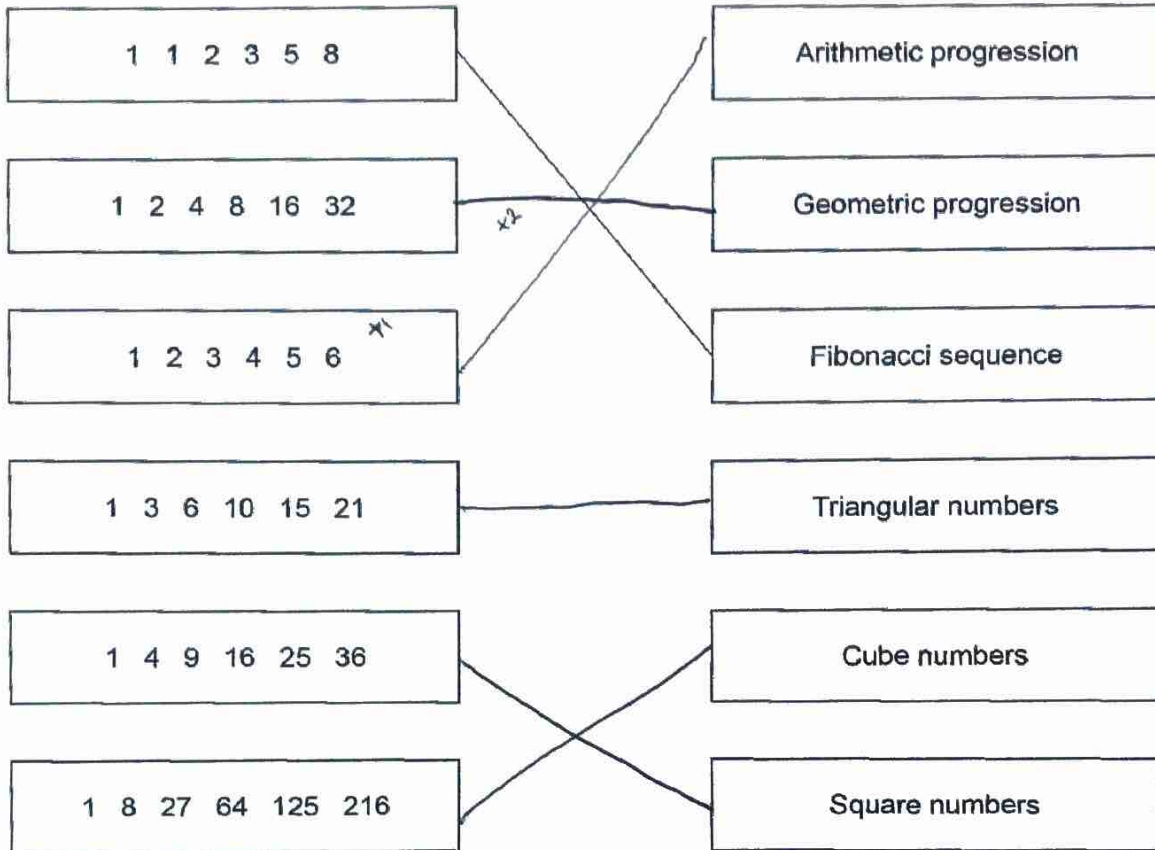 1 1 2 3 5 8
Arithmetic progression
1 2 4 8 16 32
x2
Geometric progression
1 2 3 4 5 6
Fibonacci sequence
1 3 6 10 15 21
Triangular numbers
1 4 9 16 25 36
Cube numbers
1 8 27 64 125 216
Square numbers